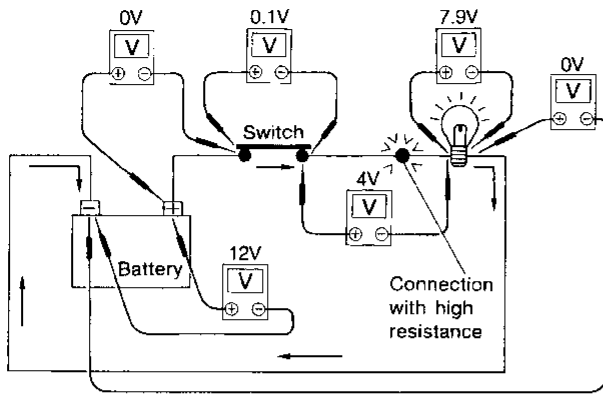 0V
0.1V
7.9V
0V
V
V
V
V
+ −
+ −
+ −
+ −
Switch
4V
V
+ −
− +
Battery
12V
V
+ −
Connection
with high
resistance